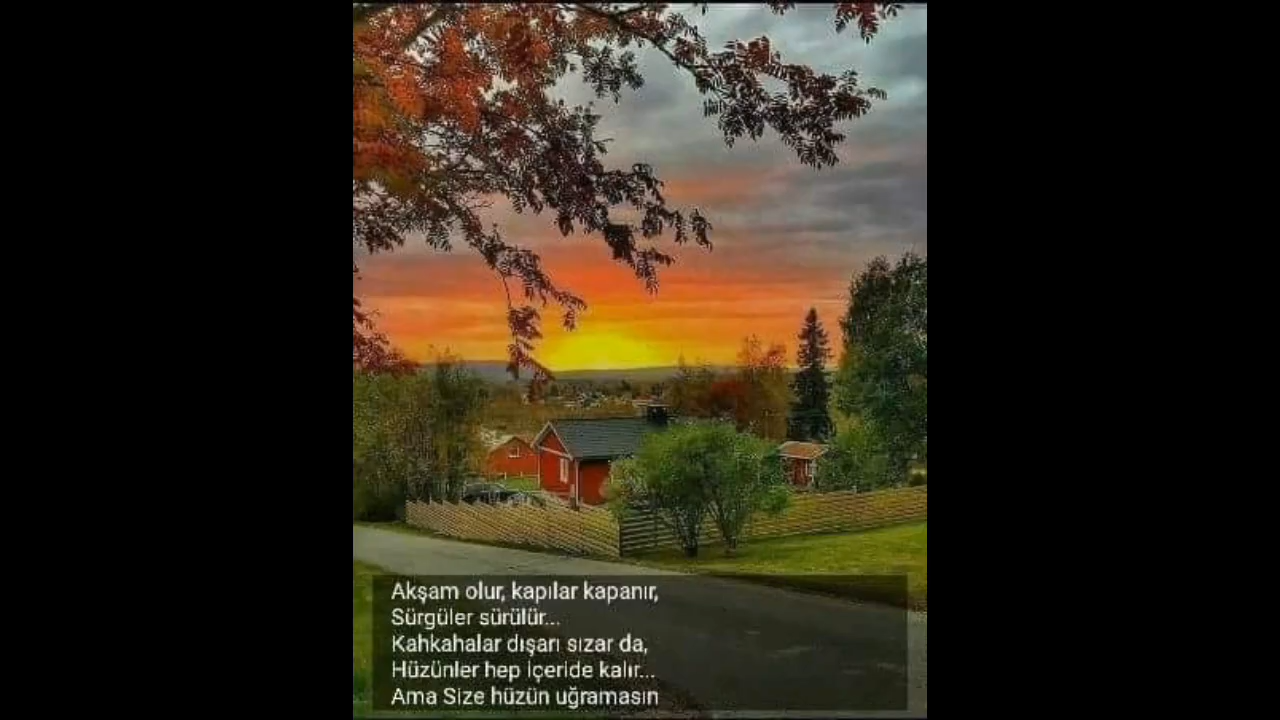 Akşam olur, kapılar kapanır,
Sürgüler sürülür...
Kahkahalar dışarı sızar da,
Hüzünler hep içeride kalır...
Ama Size hüzün uğramasın